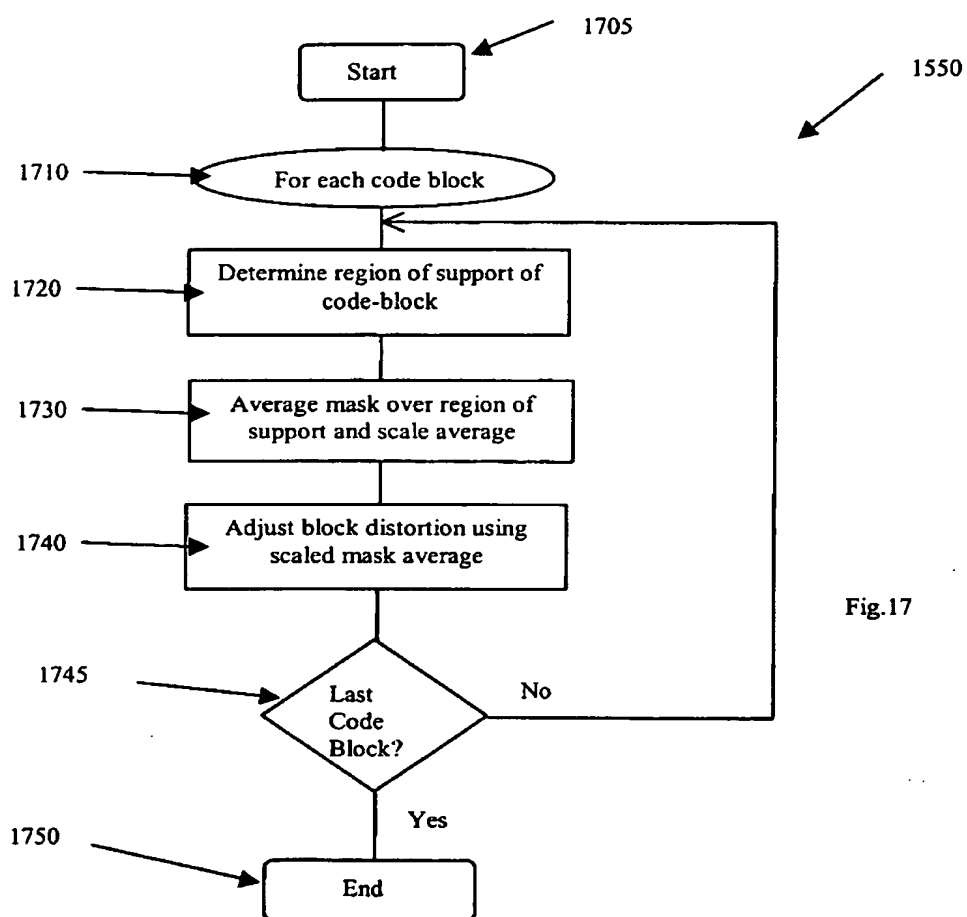 1705
Start
1550
1710
For each code block
1720
Determine region of support of
code-block
1730
Average mask over region of
support and scale average
1740
Adjust block distortion using
scaled mask average
Fig.17
1745
Last
Code
Block?
No
Yes
1750
End